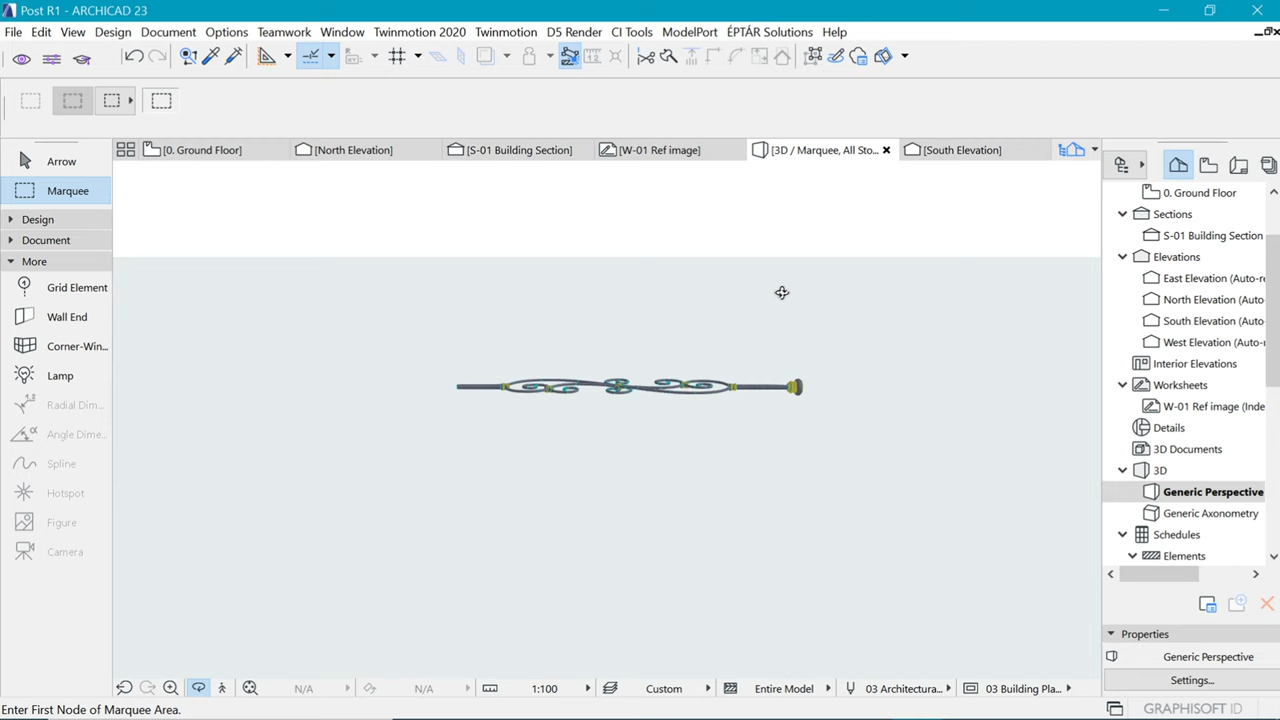 Post R1 - ARCHICAD 23
File Edit View Design Document Options Teamwork Window Twinmotion 2020 Twinmotion D5 Render CI Tools ModelPort ÉPTÁR Solutions Help
[0. Ground Floor]
[North Elevation]
[S-01 Building Section]
[W-01 Ref image]
[3D / Marquee, All Sto...
[South Elevation]
Arrow
Marquee
Design
Document
More
Grid Element
Wall End
Corner-Win...
Lamp
Radial Dim...
Angle Dime...
Spline
Hotspot
Figure
Camera
0. Ground Floor
Sections
S-01 Building Section
Elevations
East Elevation (Auto-r
North Elevation (Auto
South Elevation (Auto
West Elevation (Auto-
Interior Elevations
Worksheets
W-01 Ref image (Inde
Details
3D Documents
3D
Generic Perspective
Generic Axonometry
Schedules
Elements
Properties
Generic Perspective
Settings...
N/A
N/A
1:100
Custom
Entire Model
03 Architectura...
03 Building Pla...
Enter First Node of Marquee Area.
GRAPHISOFT ID